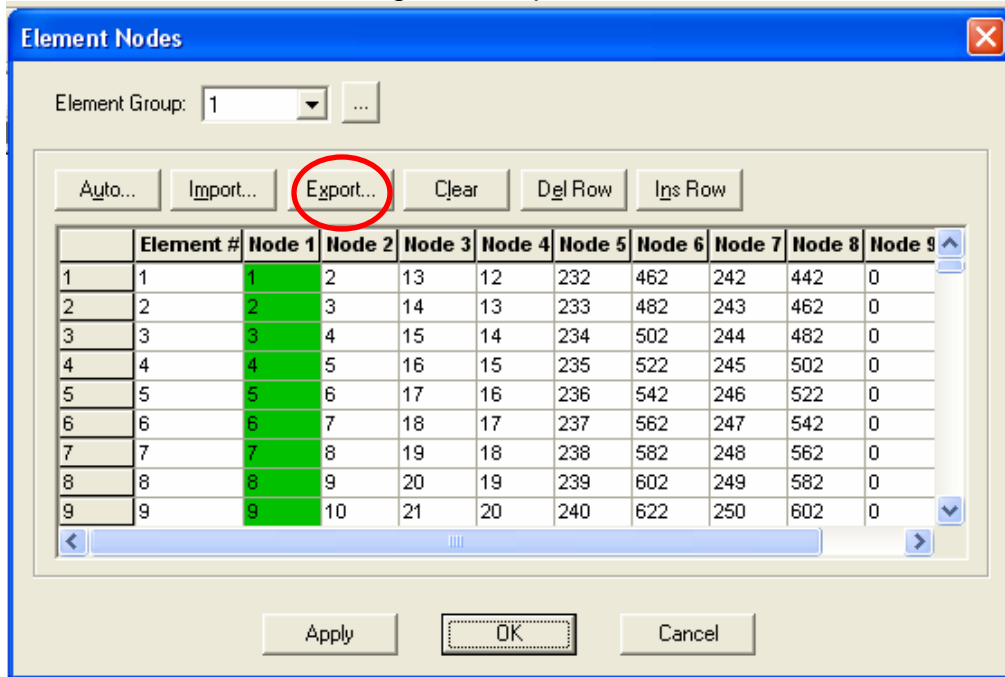 Element Nodes
Element Group: 1 ...
Auto... Import... Export... Clear Del Row Ins Row
Element # Node 1 Node 2 Node 3 Node 4 Node 5 Node 6 Node 7 Node 8 Node 9
1 1 1 2 13 12 232 462 242 442 0
2 2 2 3 14 13 233 482 243 462 0
3 3 3 4 15 14 234 502 244 482 0
4 4 4 5 16 15 235 522 245 502 0
5 5 5 6 17 16 236 542 246 522 0
6 6 6 7 18 17 237 562 247 542 0
7 7 7 8 19 18 238 582 248 562 0
8 8 8 9 20 19 239 602 249 582 0
9 9 9 10 21 20 240 622 250 602 0
Apply OK Cancel